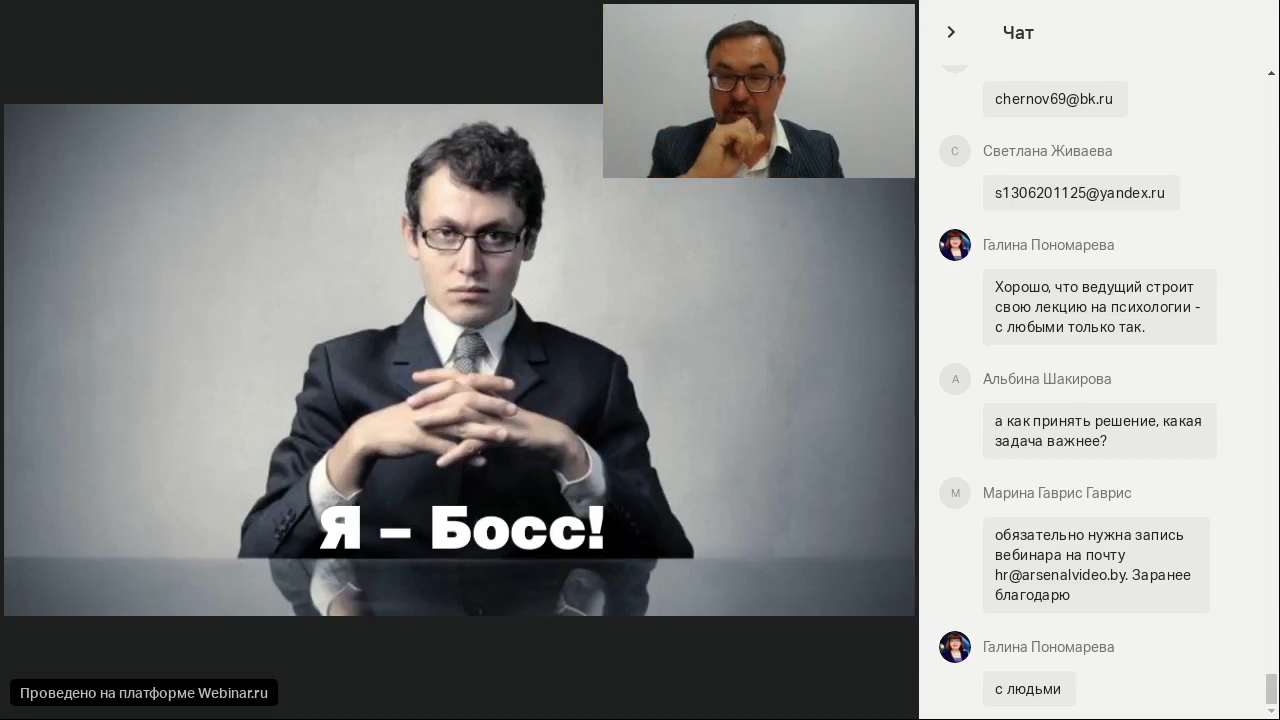 Я – Босс!
Проведено на платформе Webinar.ru
Чат
chernov69@bk.ru
С
Светлана Живаева
s1306201125@yandex.ru
Галина Пономарева
Хорошо, что ведущий строит
свою лекцию на психологии -
с любыми только так.
А
Альбина Шакирова
а как принять решение, какая
задача важнее?
М
Марина Гаврис Гаврис
обязательно нужна запись
вебинара на почту
hr@arsenalvideo.by. Заранее
благодарю
Галина Пономарева
с людьми